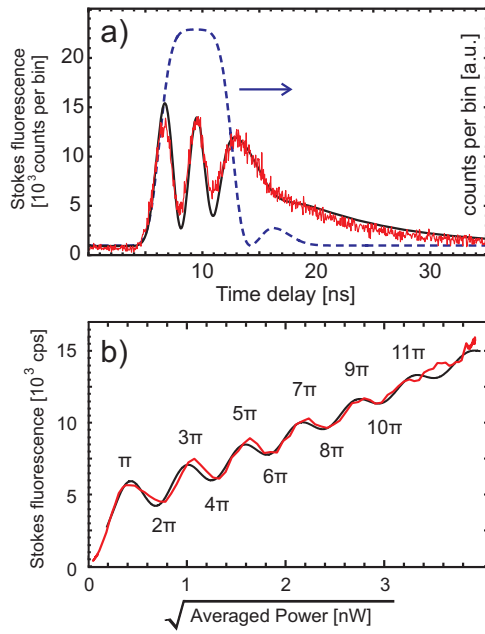 a)
Stokes fluorescence
[10³counts per bin]
counts per bin [a.u.]
20
15
10
5
0
0 10 20 30
Time delay [ns]
b)
Stokes fluorescence [10³ cps]
15
10
5
0
π 3π 5π 7π 9π 11π
2π 4π 6π 8π 10π
0 1 2 3
√Averaged Power [nW]